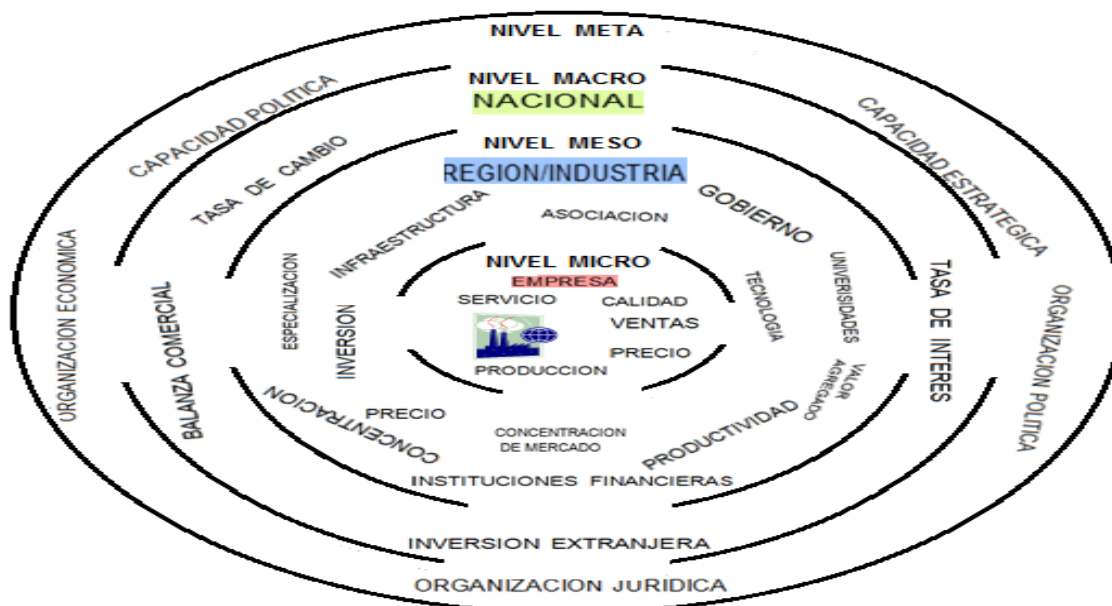 NIVEL META
NIVEL MACRO
NACIONAL
CAPACIDAD POLITICA
CAPACIDAD ESTRATEGICA
NIVEL MESO
TASA DE CAMBIO
REGION/INDUSTRIA
GOBIERNO
INFRAESTRUCTURA
ASOCIACION
NIVEL MICRO
EMPRESA
SERVICIO
CALIDAD
VENTAS
PRECIO
PRODUCCION
ORGANIZACION ECONOMICA
BALANZA COMERCIAL
ESPECIALIZACION
INVERSION
TECNOLOGIA
UNIVERISIDADES
TASA DE INTERES
ORGANIZACION POLITICA
VALOR
AGREGADO
CONCENTRACION
PRECIO
CONCENTRACION
DE MERCADO
PRODUCTIVIDAD
INSTITUCIONES FINANCIERAS
INVERSION EXTRANJERA
ORGANIZACION JURÍDICA